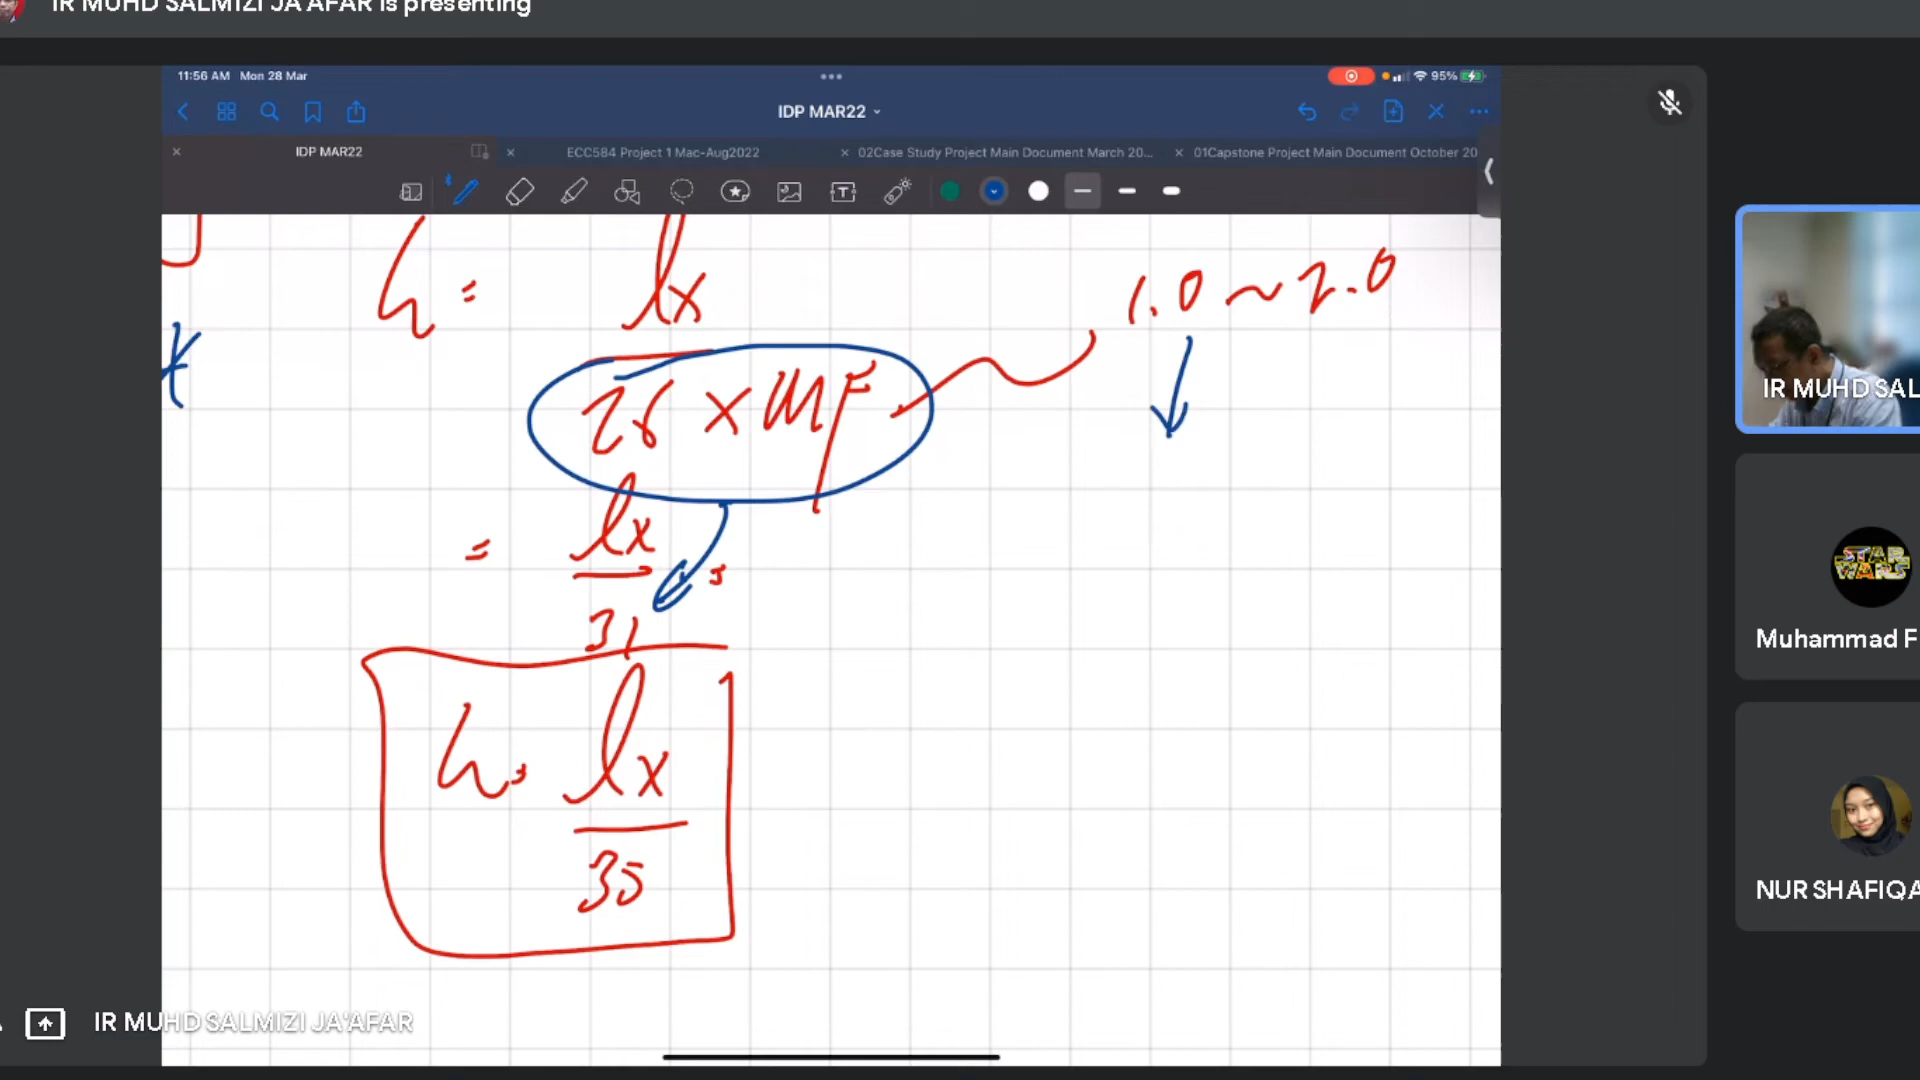 IR MUHD SALMIZI JA'AFAR is presenting
11:56 AM Mon 28 Mar
95%
IDP MAR22
IDP MAR22
ECC584 Project 1 Mac-Aug2022
02Case Study Project Main Document March 20...
01Capstone Project Main Document October 20
h = lx
26 x MF
1.0 ~ 2.0
= lx
31
h = lx
35
IR MUHD SAL
STAR WARS
Muhammad F
NUR SHAFIQA
IR MUHD SALMIZI JA'AFAR